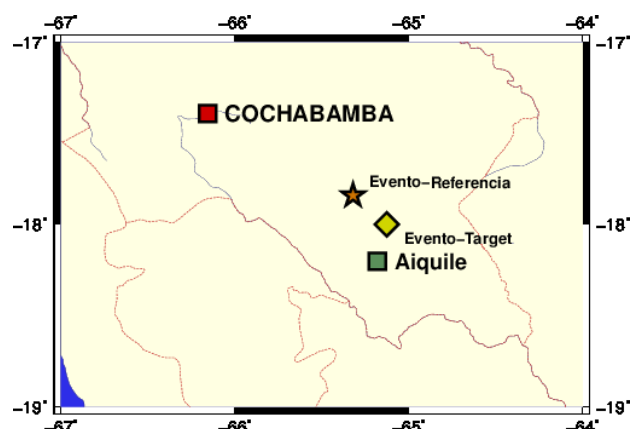 −67˚ −66˚ −65˚ −64˚
−17˚ −17˚
COCHABAMBA
Evento−Referencia
−18˚ −18˚
Evento−Target
Aiquile
−19˚ −19˚
−67˚ −66˚ −65˚ −64˚